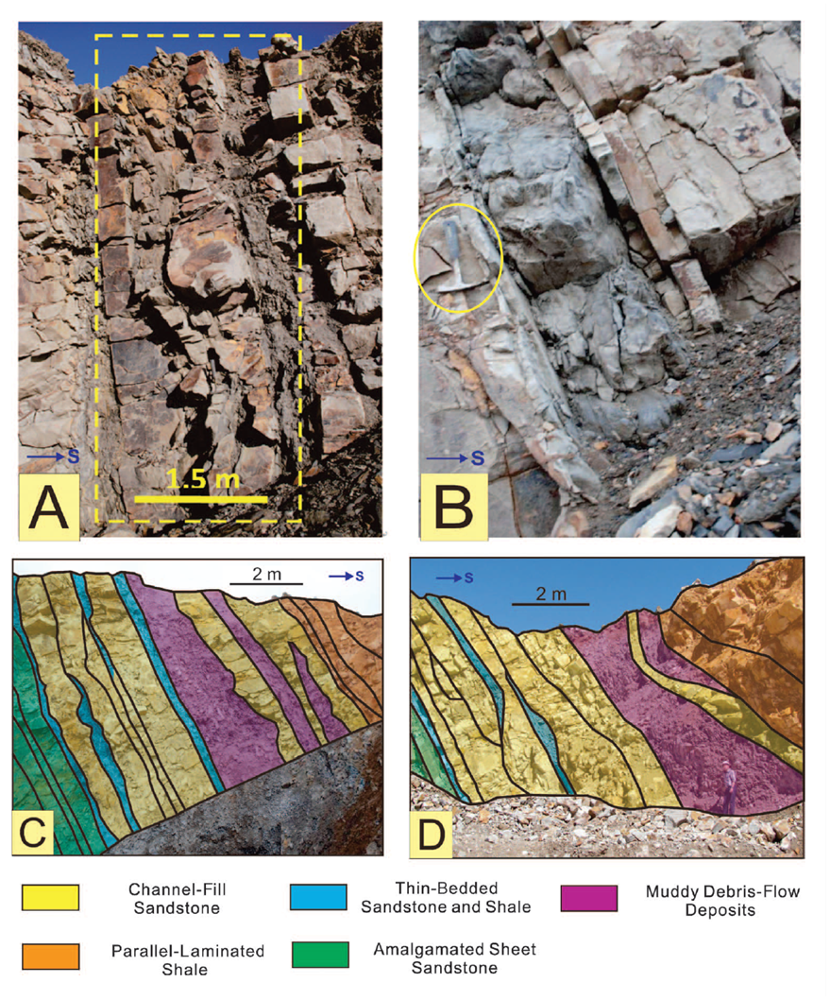 S
1.5 m
A
S
B
2 m
S
C
S
2 m
D
Channel-Fill
Sandstone
Thin-Bedded
Sandstone and Shale
Muddy Debris-Flow
Deposits
Parallel-Laminated
Shale
Amalgamated Sheet
Sandstone